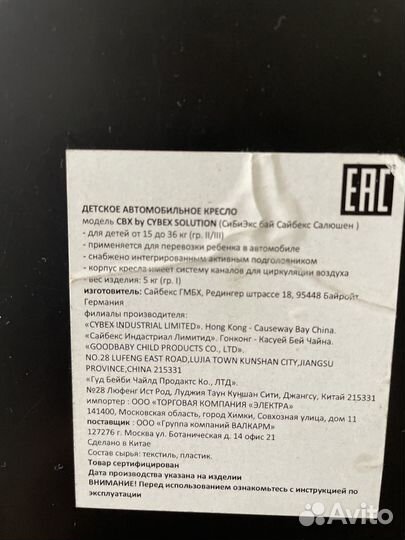 EAC
ДЕТСКОЕ АВТОМОБИЛЬНОЕ КРЕСЛО
модель CBX by CYBEX SOLUTION (СиБиЭкс бай Сайбекс Салюшен )
- для детей от 15 до 36 кг (гр. II/III)
- применяется для перевозки ребенка в автомобиле
- снабжено интегрированным активным подголовником
- корпус кресла имеет систему каналов для циркуляции воздуха
- вес изделия: 5 кг (гр. I)
изготовитель: Сайбекс ГМБХ, Редингер штрассе 18, 95448 Байройт
Германия
филиалы производителя:
«CYBEX INDUSTRIAL LIMITED». Hong Kong - Causeway Bay China.
«Сайбекс Индастриал Лимитид». Гонконг - Касуей Бей Чайна.
«GOODBABY CHILD PRODUCTS CO., LTD».
NO.28 LUFENG EAST ROAD,LUJIA TOWN KUNSHAN CITY,JIANGSU
PROVINCE,CHINA 215331
«Гуд Бейби Чайлд Продактс Ко., ЛТД».
№28 Люфенг Ист Род, Луджия Таун Куншан Сити, Джангсу, Китай 215331
импортер : ООО "ТОРГОВАЯ КОМПАНИЯ «ЭЛЕКТРА»
141400, Московская область, город Химки, Совхозная улица, дом 11
поставщик : ООО «Группа компаний ВАЛКАРМ»
127276 г. Москва ул. Ботаническая д. 14 офис 21
Сделано в Китае
Состав сырья: текстиль, пластик.
Товар сертифицирован
Дата производства указана на изделии
ВНИМАНИЕ! Перед использованием ознакомьтесь с инструкцией по
эксплуатации
Avito